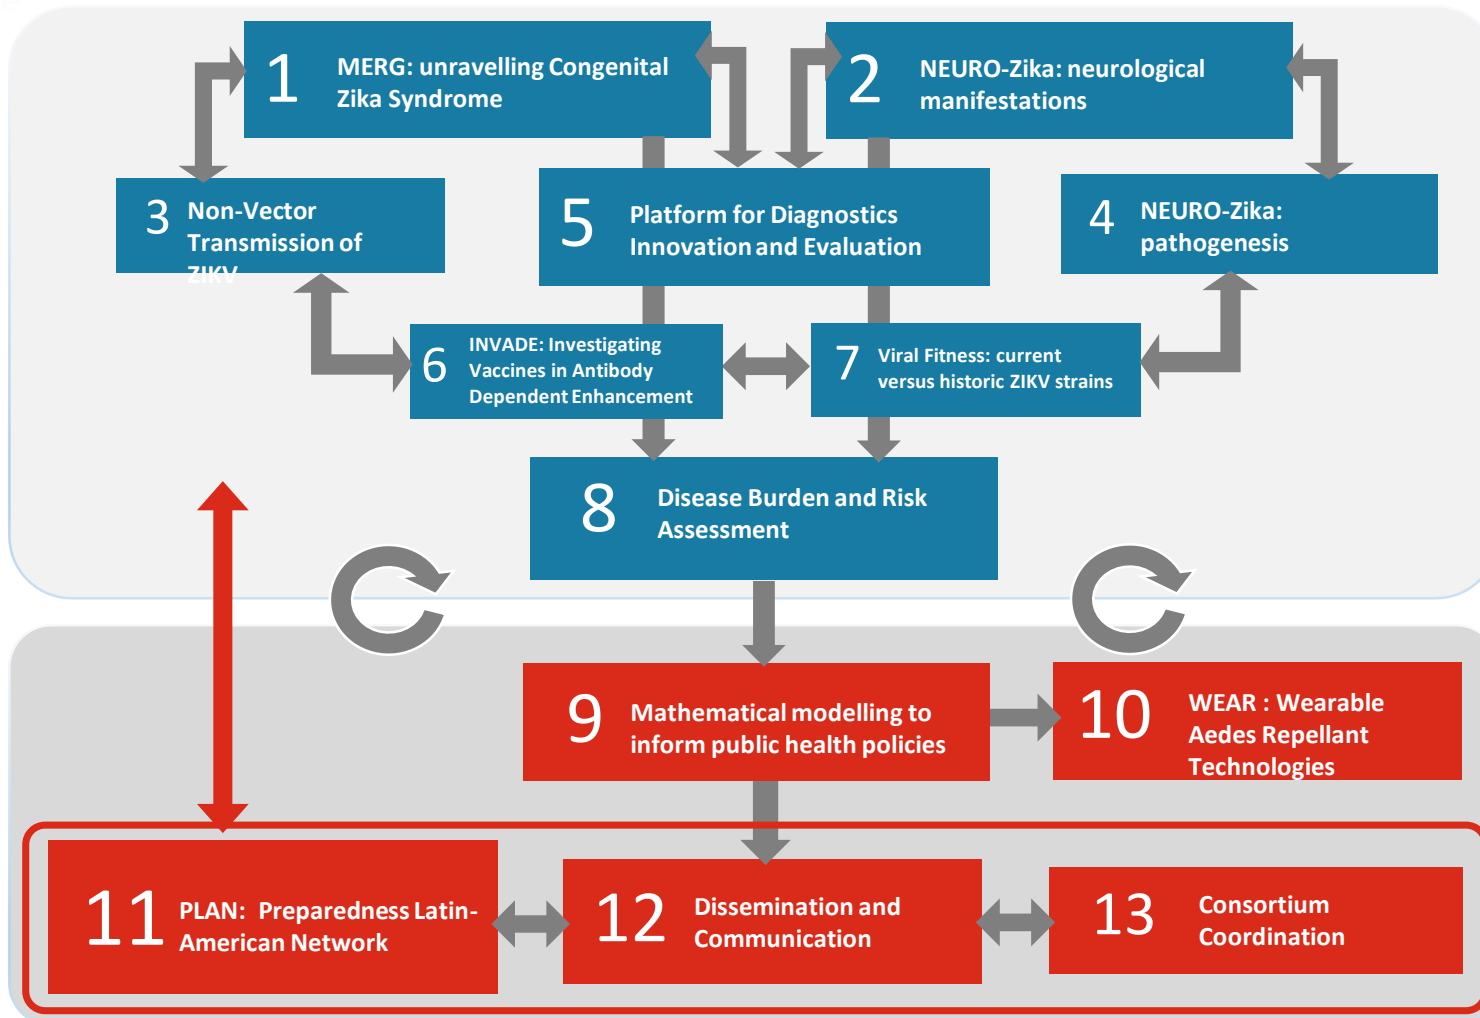 1
MERG: unravelling Congenital
Zika Syndrome
2
NEURO-Zika: neurological
manifestations
3
Non-Vector
Transmission of
ZIKV
5
Platform for Diagnostics
Innovation and Evaluation
4
NEURO-Zika:
pathogenesis
6
INVADE: Investigating
Vaccines in Antibody
Dependent Enhancement
7
Viral Fitness: current
versus historic ZIKV strains
8
Disease Burden and Risk
Assessment
9
Mathematical modelling to
inform public health policies
10
WEAR : Wearable
Aedes Repellant
Technologies
11
PLAN: Preparedness Latin-
American Network
12
Dissemination and
Communication
13
Consortium
Coordination